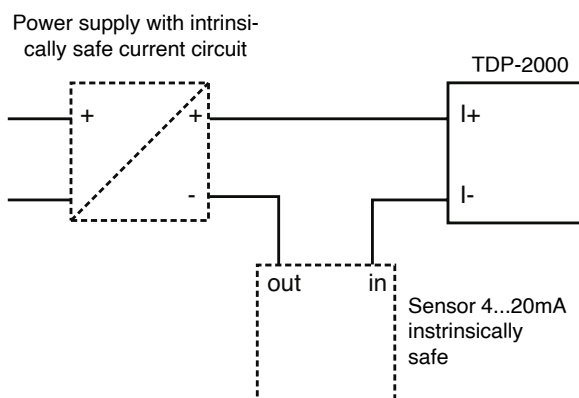 Power supply with intrinsi-
cally safe current circuit
TDP-2000
+
+
I+
-
I-
out
in
Sensor 4...20mA
instrinsically
safe